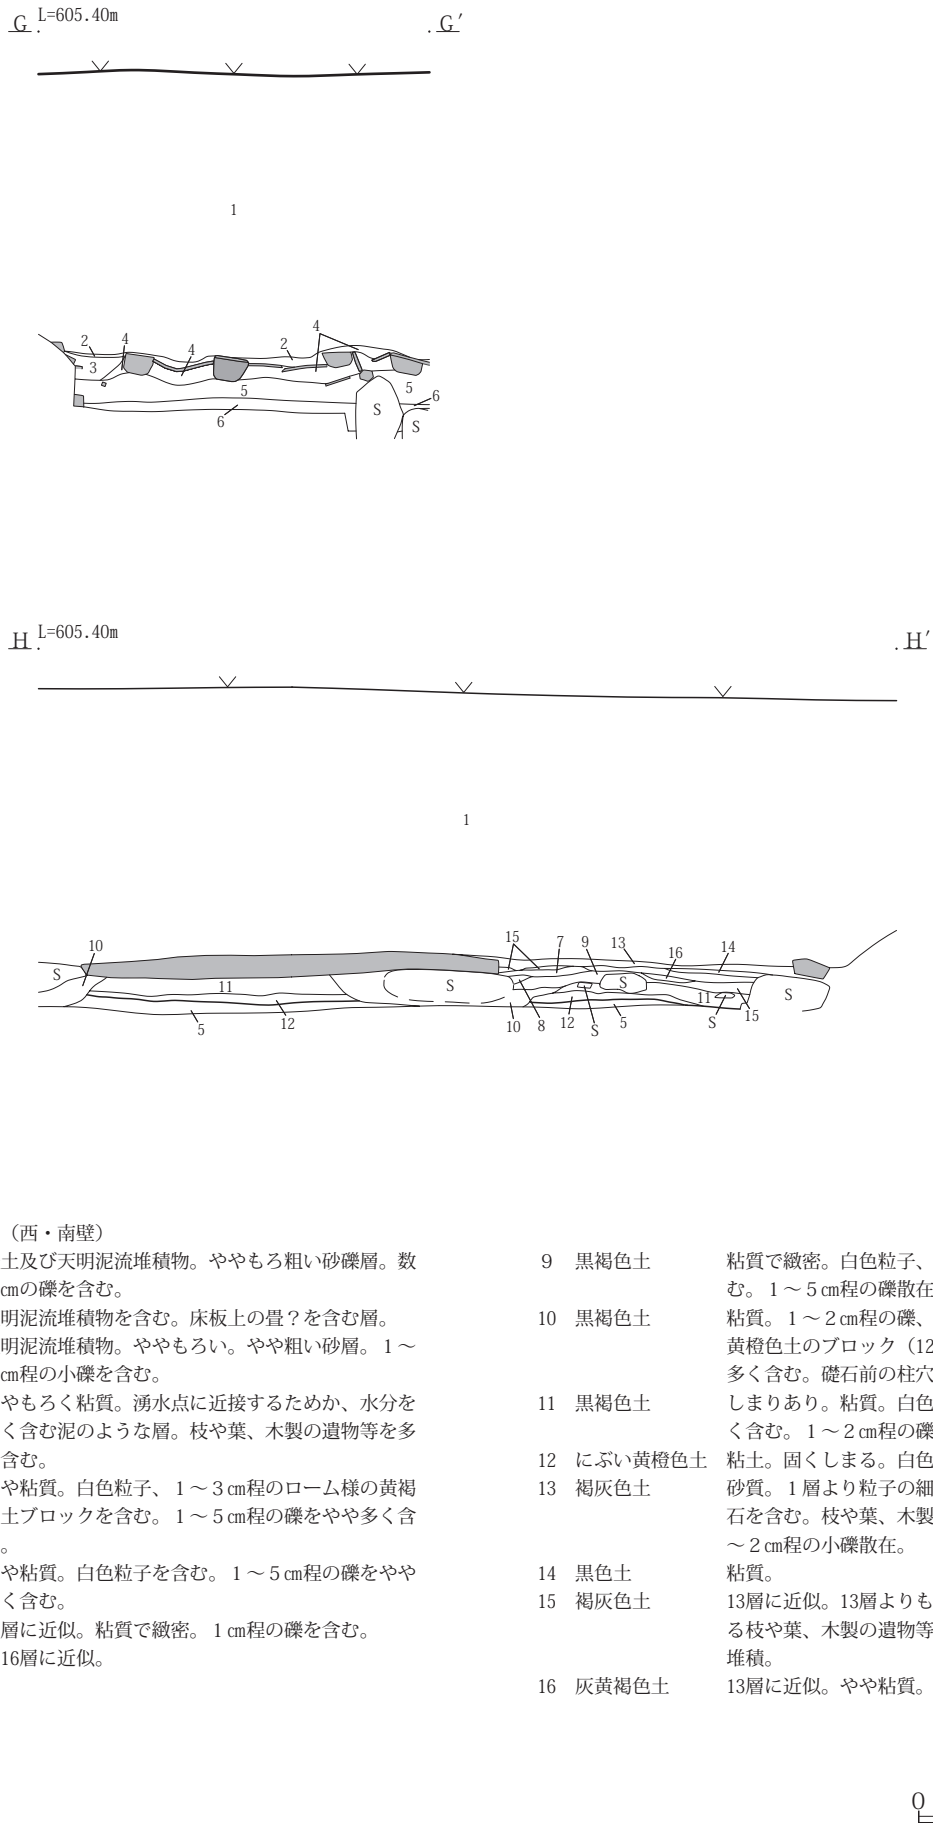 G L=605.40m G′
1
2 4 4 2 4
3
5 5
6 6
S S
H L=605.40m H′
1
10 15 7 9 13 16 14
S 11 S S 11 S
5 12 10 8 12 S 5 S 15
（西・南壁）
土及び天明泥流堆積物。ややもろ粗い砂礫層。数
㎝の礫を含む。
明泥流堆積物を含む。床板上の畳？を含む層。
明泥流堆積物。ややもろい。やや粗い砂層。１～
㎝程の小礫を含む。
やもろく粘質。湧水点に近接するためか、水分を
く含む泥のような層。枝や葉、木製の遺物等を多
含む。
や粘質。白色粒子、１～３㎝程のローム様の黄褐
土ブロックを含む。１～５㎝程の礫をやや多く含
。
や粘質。白色粒子を含む。１～５㎝程の礫をやや
く含む。
層に近似。粘質で緻密。１㎝程の礫を含む。
16層に近似。
９ 黒褐色土 粘質で緻密。白色粒子、
む。１～５㎝程の礫散在
10 黒褐色土 粘質。１～２㎝程の礫、
黄橙色土のブロック（12
多く含む。礎石前の柱穴
11 黒褐色土 しまりあり。粘質。白色
く含む。１～２㎝程の礫
12 にぶい黄橙色土 粘土。固くしまる。白色
13 褐灰色土 砂質。１層より粒子の細
石を含む。枝や葉、木製
～２㎝程の小礫散在。
14 黒色土 粘質。
15 褐灰色土 13層に近似。13層よりも
る枝や葉、木製の遺物等
堆積。
16 灰黄褐色土 13層に近似。やや粘質。
0